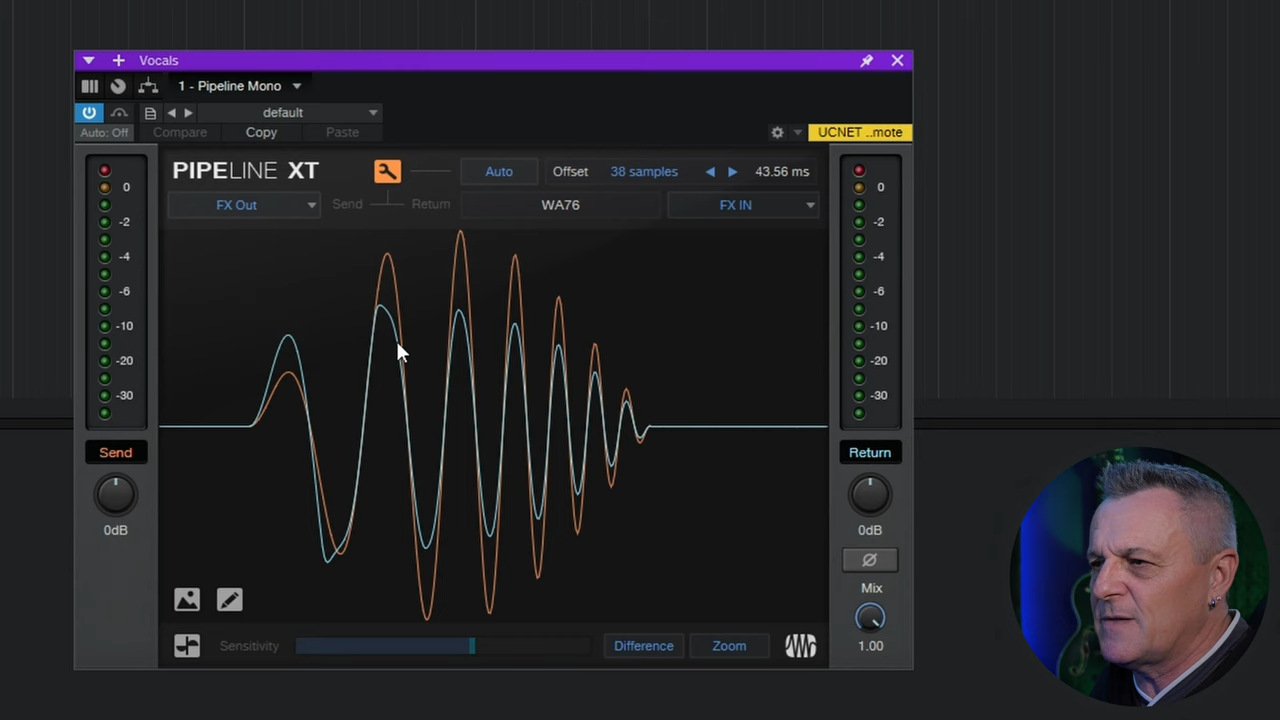 Vocals
1 - Pipeline Mono
default
Auto: Off Compare Copy Paste UCNET ..mote
PIPELINE XT Auto Offset 38 samples 43.56 ms
FX Out Send Return WA76 FX IN
0 0
-2 -2
-4 -4
-6 -6
-10 -10
-20 -20
-30 -30
Send Return
0dB 0dB
Ø
Mix
Sensitivity Difference Zoom 1.00